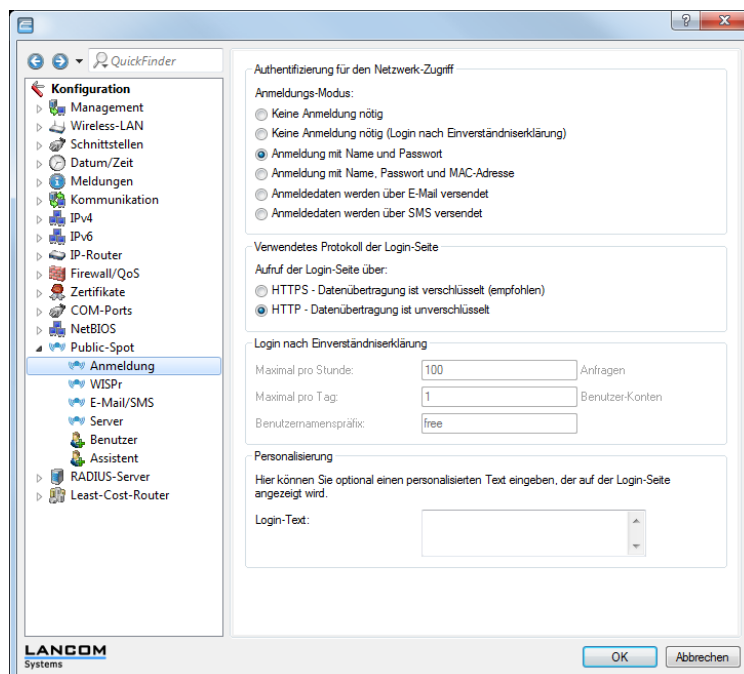 QuickFinder
Konfiguration
Management
Wireless-LAN
Schnittstellen
Datum/Zeit
Meldungen
Kommunikation
IPv4
IPv6
IP-Router
Firewall/QoS
Zertifikate
COM-Ports
NetBIOS
Public-Spot
Anmeldung
WISPr
E-Mail/SMS
Server
Benutzer
Assistent
RADIUS-Server
Least-Cost-Router
Authentifizierung für den Netzwerk-Zugriff
Anmeldungs-Modus:
Keine Anmeldung nötig
Keine Anmeldung nötig (Login nach Einverständniserklärung)
Anmeldung mit Name und Passwort
Anmeldung mit Name, Passwort und MAC-Adresse
Anmeldedaten werden über E-Mail versendet
Anmeldedaten werden über SMS versendet
Verwendetes Protokoll der Login-Seite
Aufruf der Login-Seite über:
HTTPS - Datenübertragung ist verschlüsselt (empfohlen)
HTTP - Datenübertragung ist unverschlüsselt
Login nach Einverständniserklärung
Maximal pro Stunde: 100 Anfragen
Maximal pro Tag: 1 Benutzer-Konten
Benutzernamenspräfix: free
Personalisierung
Hier können Sie optional einen personalisierten Text eingeben, der auf der Login-Seite
angezeigt wird.
Login-Text:
LANCOM
Systems
OK Abbrechen